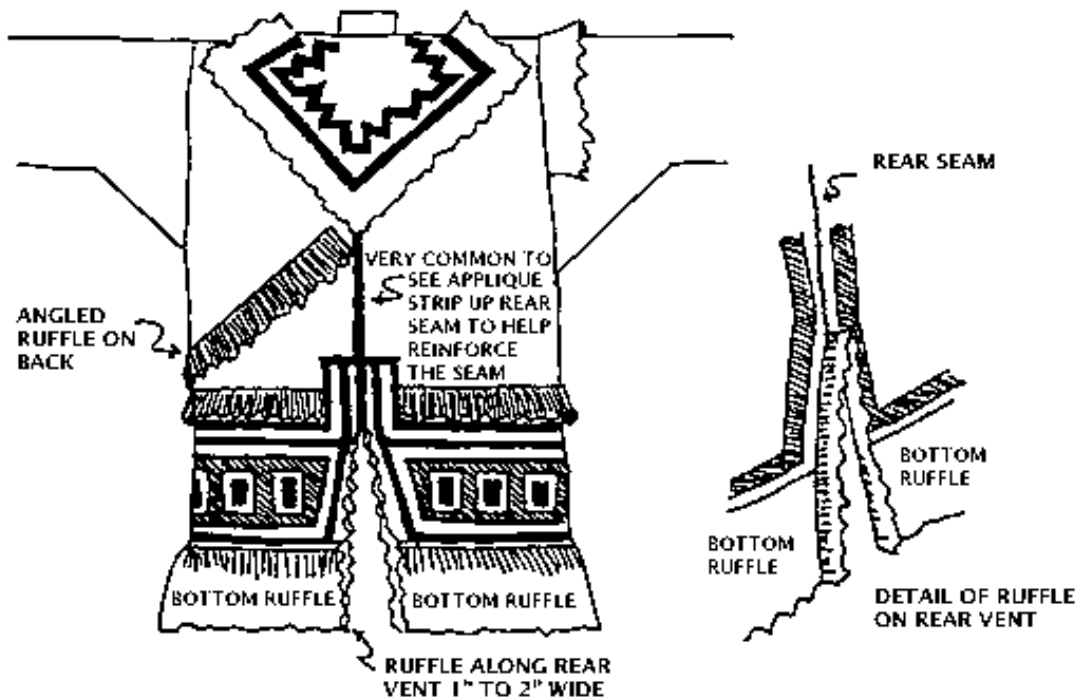 VERY COMMON TO
SEE APPLIQUE
STRIP UP REAR
SEAM TO HELP
REINFORCE
THE SEAM
ANGLED
RUFFLE ON
BACK
BOTTOM RUFFLE
BOTTOM RUFFLE
RUFFLE ALONG REAR
VENT 1" TO 2" WIDE
REAR SEAM
BOTTOM
RUFFLE
BOTTOM
RUFFLE
DETAIL OF RUFFLE
ON REAR VENT